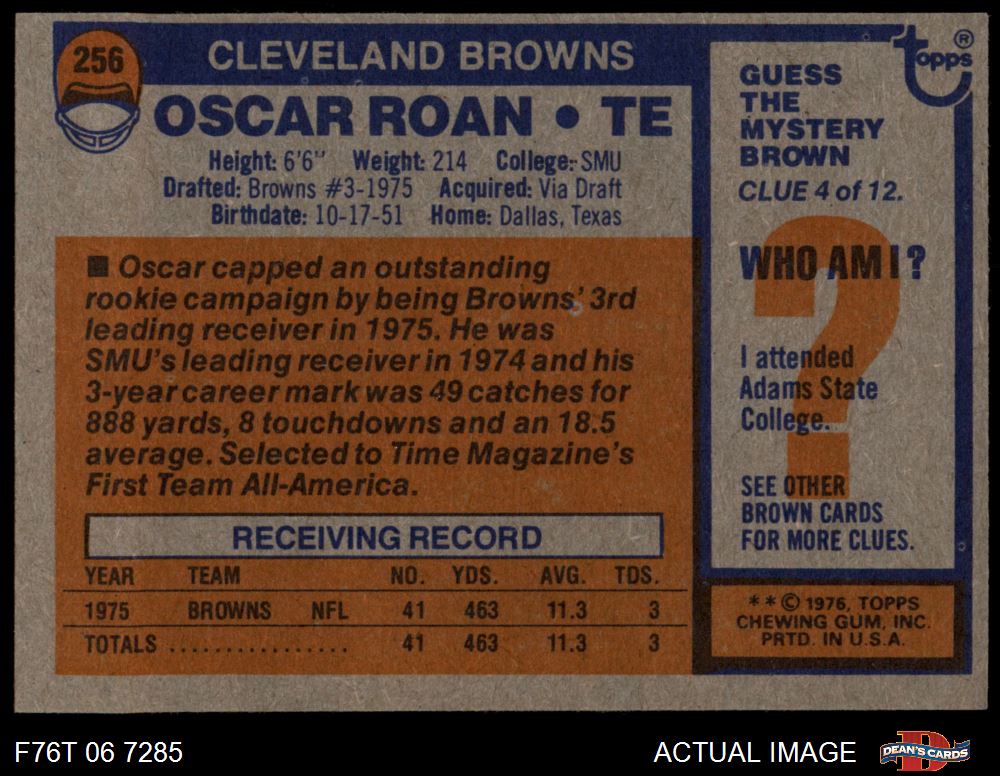 256
CLEVELAND BROWNS
OSCAR ROAN • TE
Height: 6'6" Weight: 214 College: SMU
Drafted: Browns #3-1975 Acquired: Via Draft
Birthdate: 10-17-51 Home: Dallas, Texas
■ Oscar capped an outstanding
rookie campaign by being Browns' 3rd
leading receiver in 1975. He was
SMU's leading receiver in 1974 and his
3-year career mark was 49 catches for
888 yards, 8 touchdowns and an 18.5
average. Selected to Time Magazine's
First Team All-America.
RECEIVING RECORD
YEAR TEAM NO. YDS. AVG. TDS.
1975 BROWNS NFL 41 463 11.3 3
TOTALS ................ 41 463 11.3 3
topps®
GUESS
THE
MYSTERY
BROWN
CLUE 4 of 12.
WHO AM I?
?
I attended
Adams State
College.
SEE OTHER
BROWN CARDS
FOR MORE CLUES.
**© 1976, TOPPS
CHEWING GUM, INC.
PRTD. IN U.S.A.
F76T 06 7285
ACTUAL IMAGE
D
DEAN'S CARDS